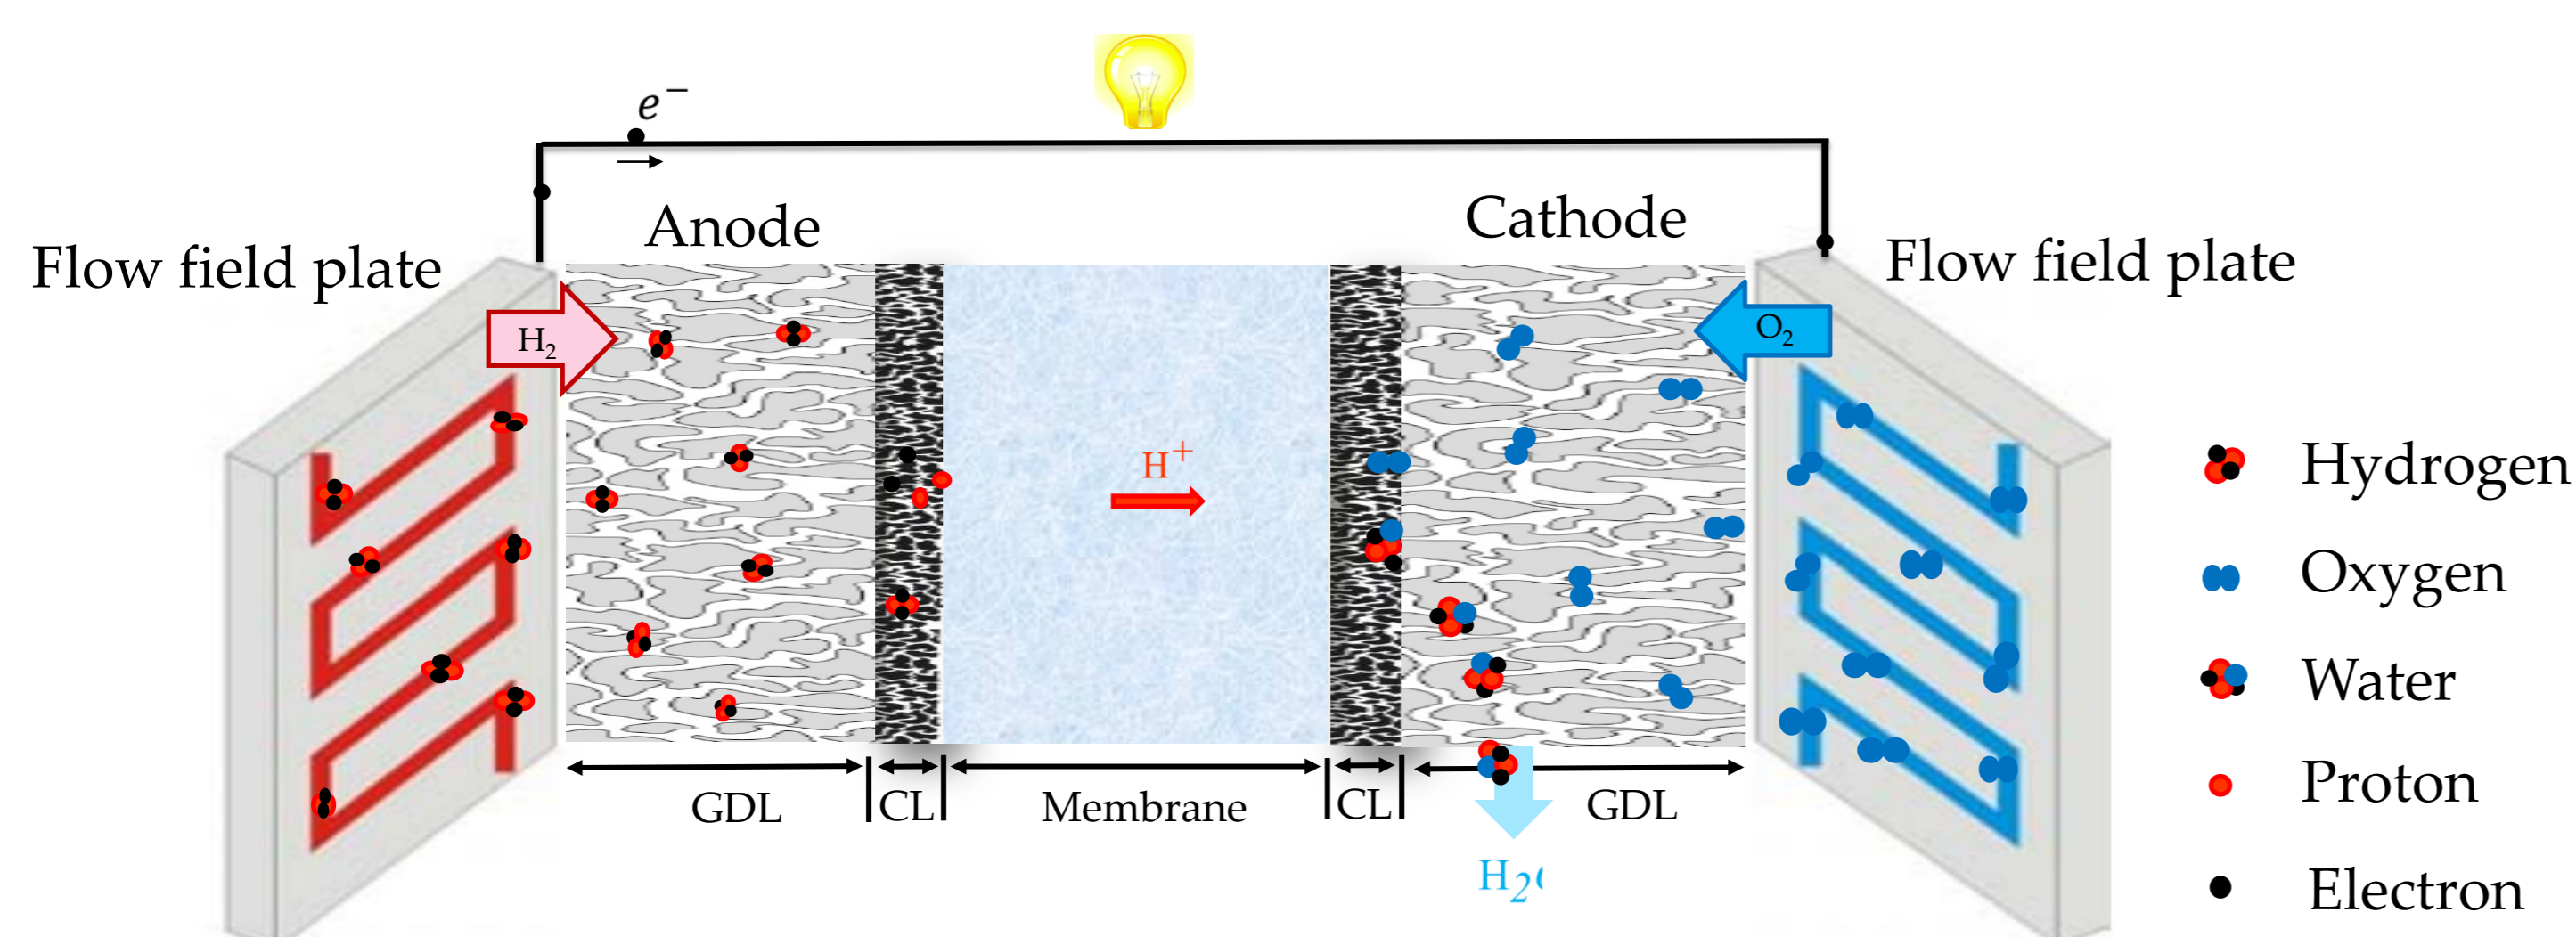 e⁻
Anode
Cathode
Flow field plate
Flow field plate
H₂
O₂
H⁺
Hydrogen
Oxygen
Water
Proton
Electron
GDL
CL
Membrane
CL
GDL
H₂